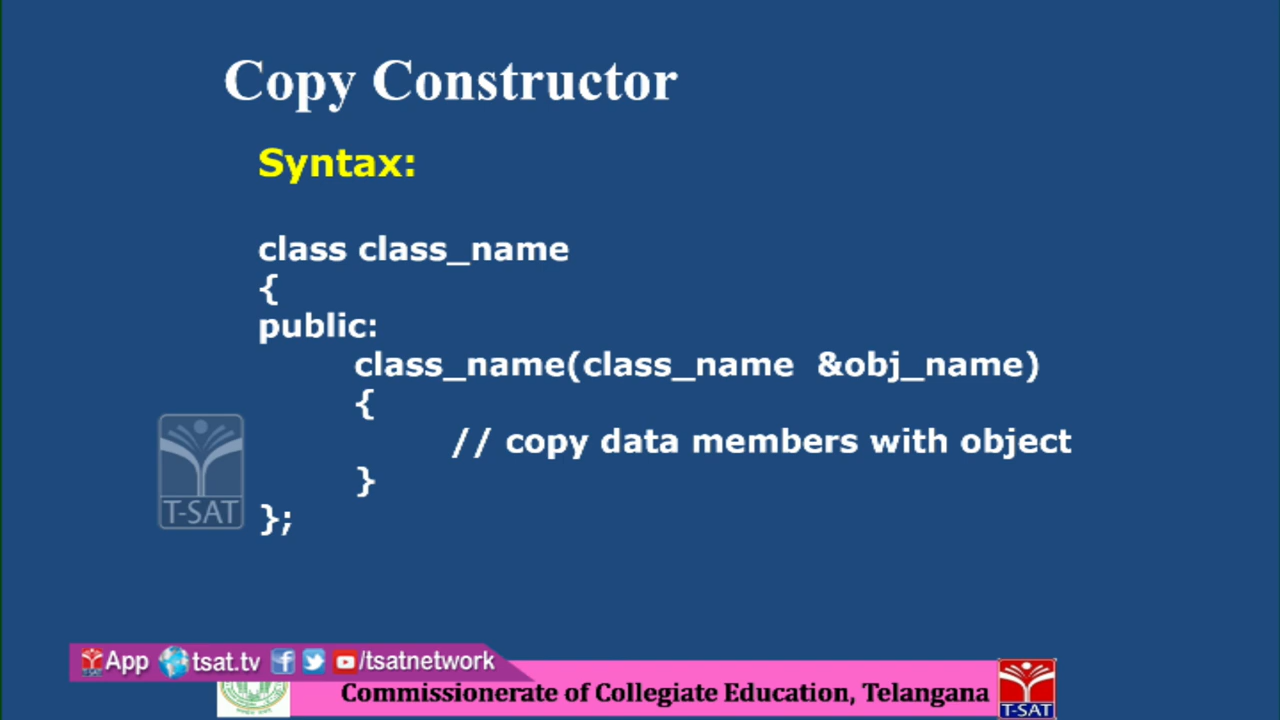 Copy Constructor
Syntax:
class class_name
{
public:
class_name(class_name &obj_name)
{
// copy data members with object
}
};
T-SAT
App tsat.tv /tsatnetwork
Commissionerate of Collegiate Education, Telangana
T-SAT